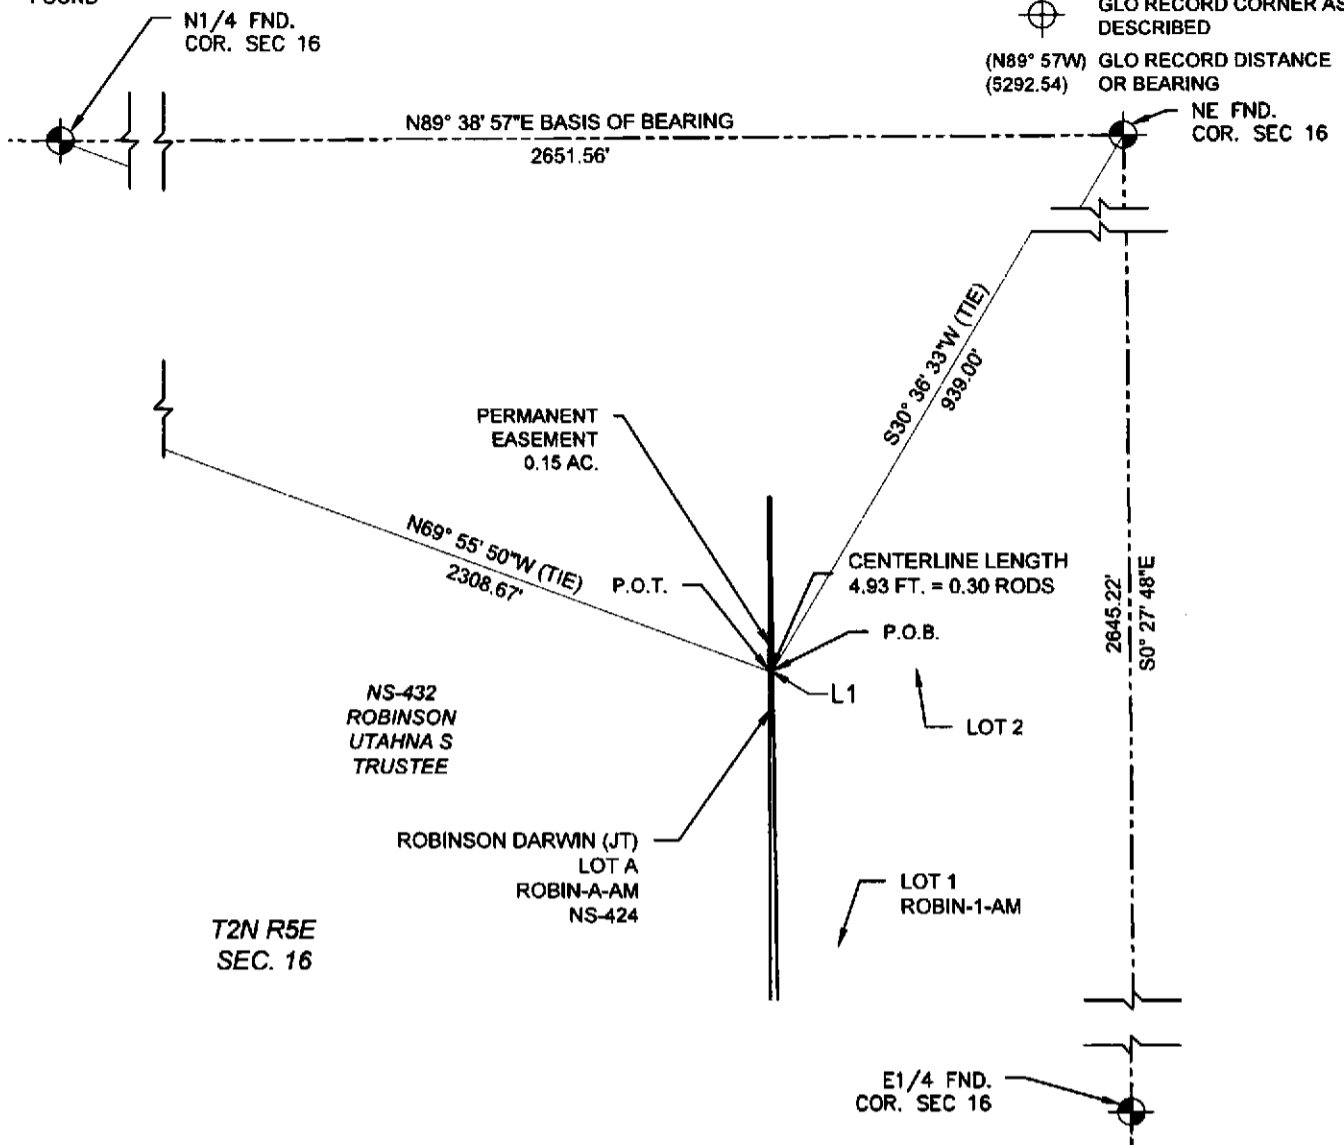 N1/4 FND.
COR. SEC 16
GLO RECORD CORNER AS
DESCRIBED
(N89° 57W) GLO RECORD DISTANCE
(5292.54) OR BEARING
NE FND.
COR. SEC 16
N89° 38' 57"E BASIS OF BEARING
2651.56'
S30° 36' 33"W (TIE)
939.00'
PERMANENT
EASEMENT
0.15 AC.
N69° 55' 50"W (TIE)
2308.67'
P.O.T.
CENTERLINE LENGTH
4.93 FT. = 0.30 RODS
P.O.B.
L1
2645.22'
S0° 27' 48"E
LOT 2
NS-432
ROBINSON
UTAHNA S
TRUSTEE
ROBINSON DARWIN (JT)
LOT A
ROBIN-A-AM
NS-424
LOT 1
ROBIN-1-AM
T2N R5E
SEC. 16
E1/4 FND.
COR. SEC 16